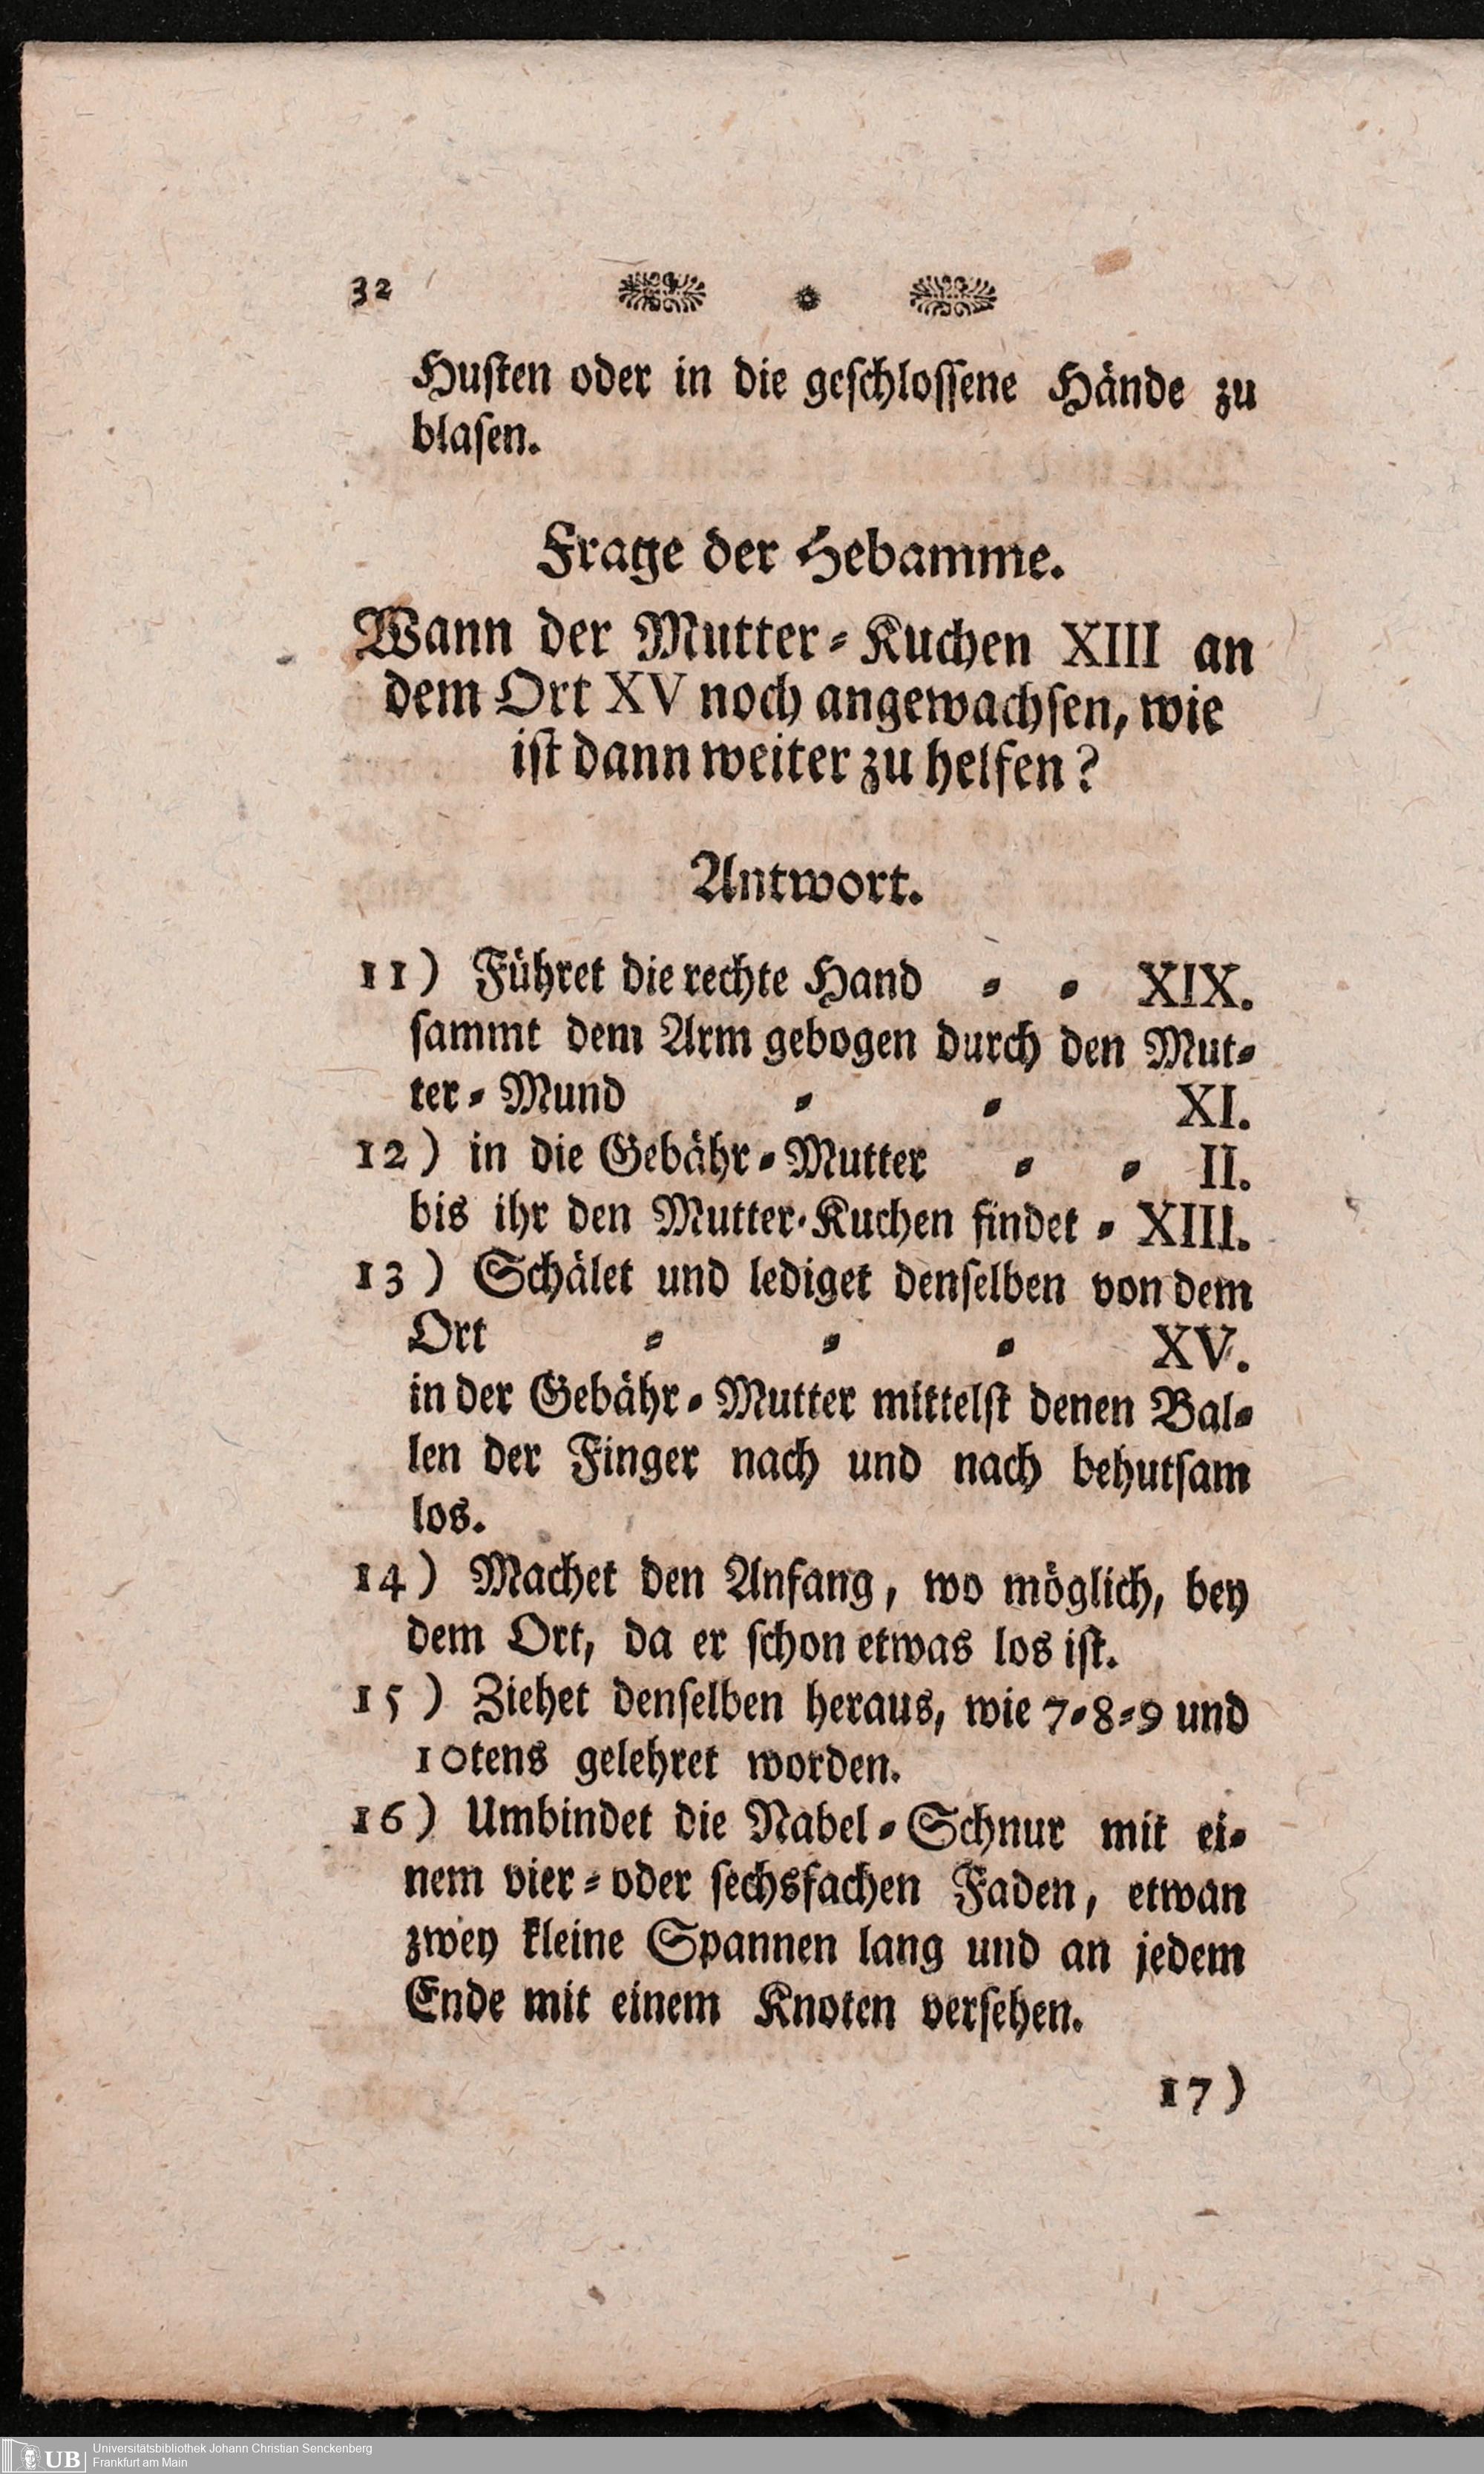 32
Huſten oder in die geſchloſſene Hände zu
blaſen.
Frage der Hebamme.
Wann der Mutter⸗Kuchen XIII an
dem Ort XV noch angewachſen, wie
iſt dann weiter zu helfen?
Antwort.
11) Führet die rechte Hand ⸗ ⸗ XIX.
ſammt dem Arm gebogen durch den Mut⸗
ter⸗Mund ⸗ ⸗ XI.
12) in die Gebähr⸗Mutter ⸗ ⸗ II.
bis ihr den Mutter⸗Kuchen findet ⸗ XIII.
13) Schälet und lediget denſelben von dem
Ort ⸗ ⸗ ⸗ XV.
in der Gebähr⸗Mutter mittelſt denen Bal⸗
len der Finger nach und nach behutſam
los.
14) Machet den Anfang, wo möglich, bey
dem Ort, da er ſchon etwas los iſt.
15) Ziehet denſelben heraus, wie 7⸗8⸗9 und
10tens gelehret worden.
16) Umbindet die Nabel⸗Schnur mit ei⸗
nem vier⸗oder ſechsfachen Faden, etwan
zwey kleine Spannen lang und an jedem
Ende mit einem Knoten verſehen.
17)
UB Universitätsbibliothek Johann Christian Senckenberg
Frankfurt am Main